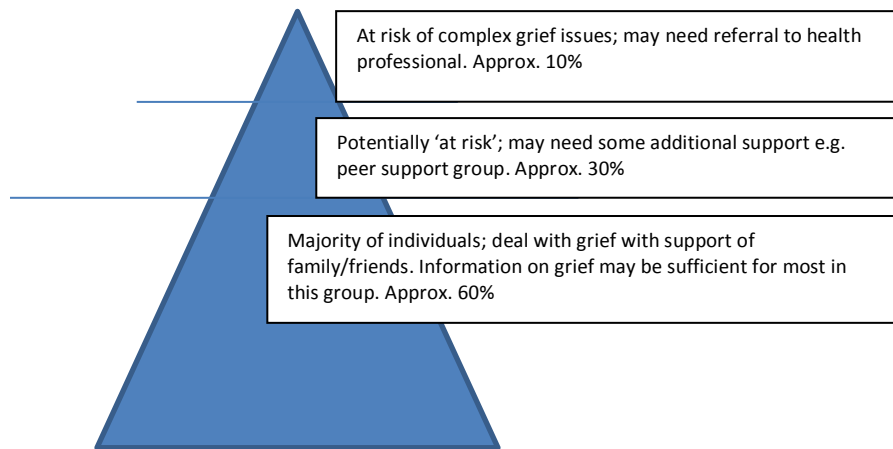 At risk of complex grief issues; may need referral to health
professional. Approx. 10%
Potentially ‘at risk’; may need some additional support e.g.
peer support group. Approx. 30%
Majority of individuals; deal with grief with support of
family/friends. Information on grief may be sufficient for most in
this group. Approx. 60%